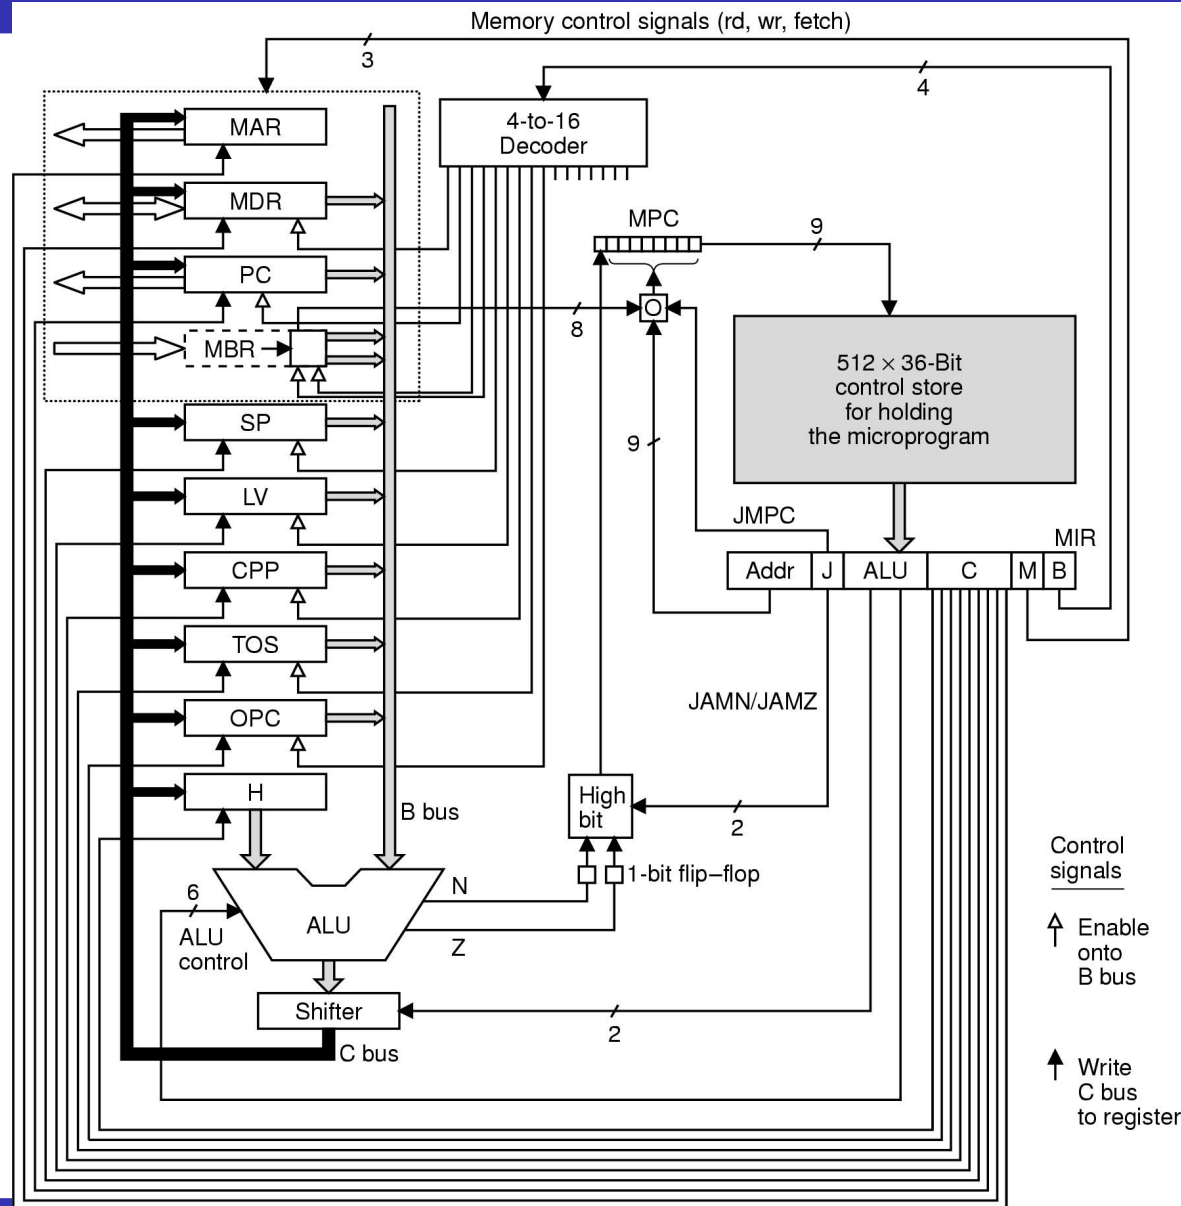 Memory control signals (rd, wr, fetch)
3
4
MAR
4-to-16
Decoder
MDR
MPC
9
PC
O
8
MBR
512 × 36-Bit
control store
for holding
the microprogram
SP
9
LV
JMPC
MIR
Addr J ALU C M B
CPP
TOS
JAMN/JAMZ
OPC
H
High
bit
B bus
2
Control
signals
1-bit flip–flop
N
6
ALU
Z
ALU
control
Enable
onto
B bus
Shifter
2
C bus
Write
C bus
to register